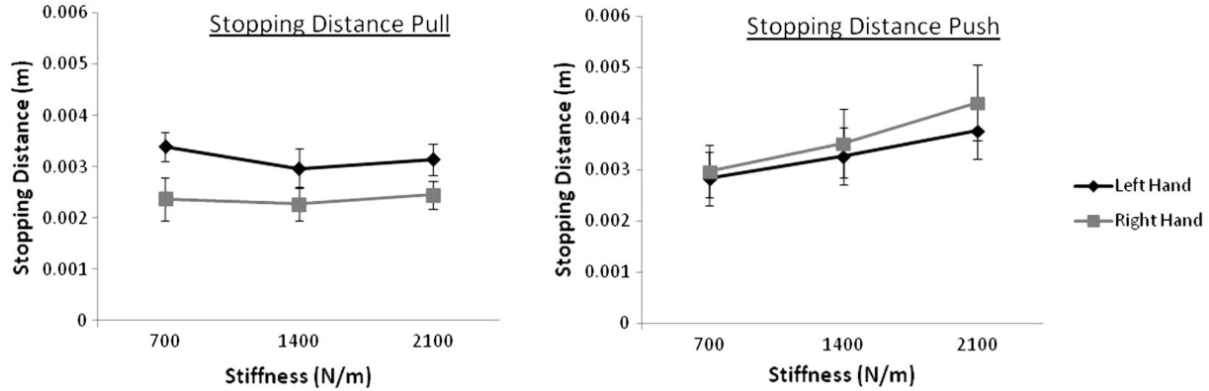 Stopping Distance Pull
Stopping Distance (m)
0.006
0.005
0.004
0.003
0.002
0.001
0
700 1400 2100
Stiffness (N/m)
Stopping Distance Push
Stopping Distance (m)
0.006
0.005
0.004
0.003
0.002
0.001
0
700 1400 2100
Stiffness (N/m)
Left Hand
Right Hand